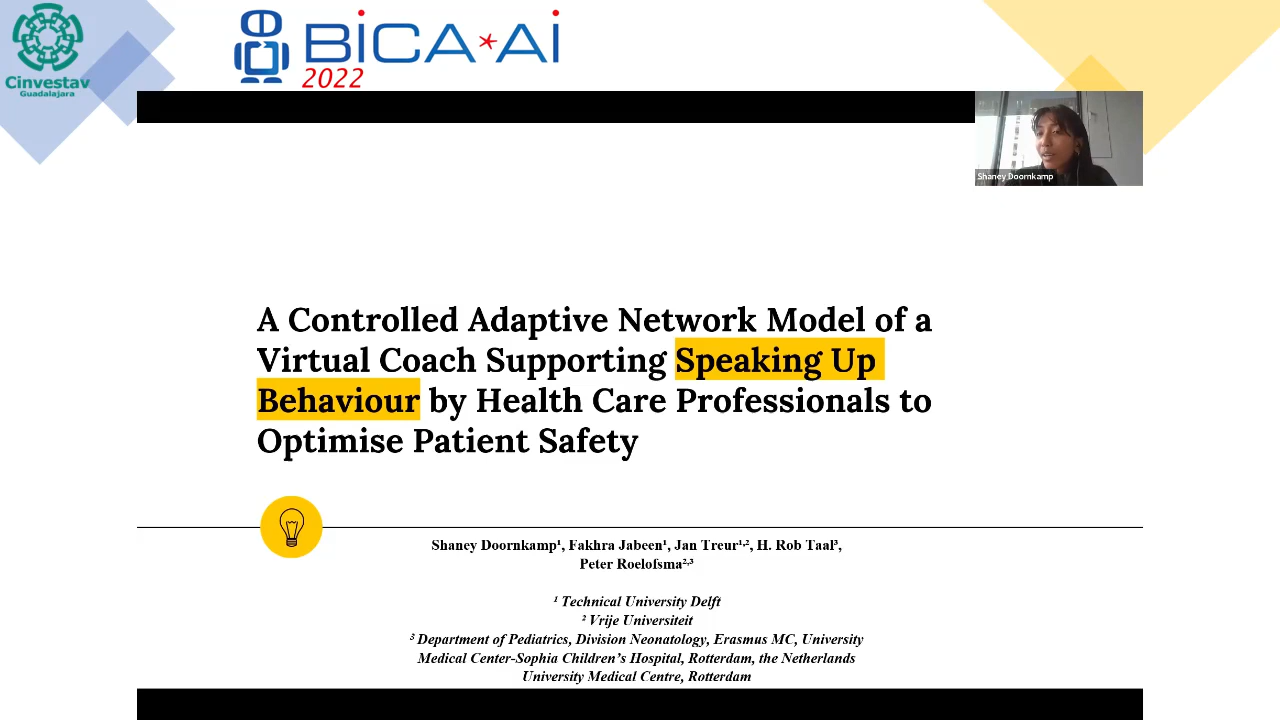 Cinvestav
Guadalajara
BiCA*Ai
2022
Shaney Doornkamp
A Controlled Adaptive Network Model of a
Virtual Coach Supporting Speaking Up
Behaviour by Health Care Professionals to
Optimise Patient Safety
Shaney Doornkamp¹, Fakhra Jabeen¹, Jan Treur¹,², H. Rob Taal³,
Peter Roelofsma²,³
¹ Technical University Delft
² Vrije Universiteit
³ Department of Pediatrics, Division Neonatology, Erasmus MC, University
Medical Center-Sophia Children's Hospital, Rotterdam, the Netherlands
University Medical Centre, Rotterdam